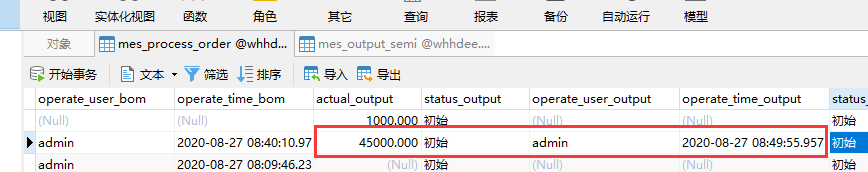 视图 实体化视图 函数 角色 其它 查询 报表 备份 自动运行 模型
对象 mes_process_order @whhd... mes_output_semi @whhdee....
开始事务 文本 筛选 排序 导入 导出
operate_user_bom operate_time_bom actual_output status_output operate_user_output operate_time_output status_
(Null) (Null) 1000.000 初始 (Null) (Null) 初始
admin 2020-08-27 08:40:10.97 45000.000 初始 admin 2020-08-27 08:49:55.957 初始
admin 2020-08-27 08:09:46.23 (Null) 初始 (Null) (Null) 初始